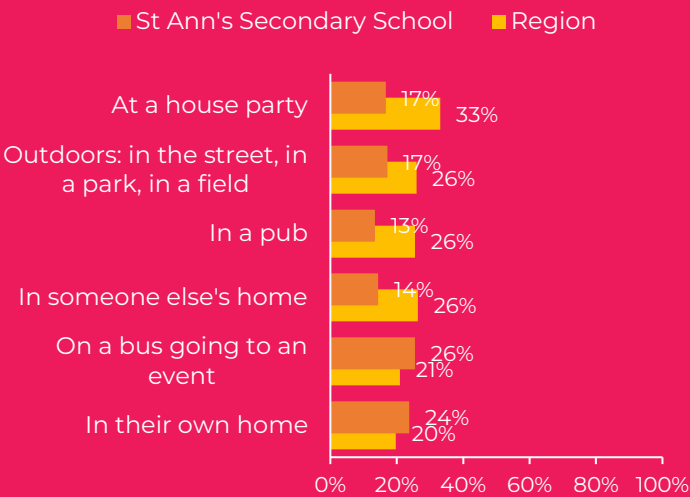 St Ann's Secondary School Region
At a house party 17% 33%
Outdoors: in the street, in
a park, in a field 17% 26%
In a pub 13% 26%
In someone else's home 14% 26%
On a bus going to an
event 26% 21%
In their own home 24% 20%
0% 20% 40% 60% 80% 100%